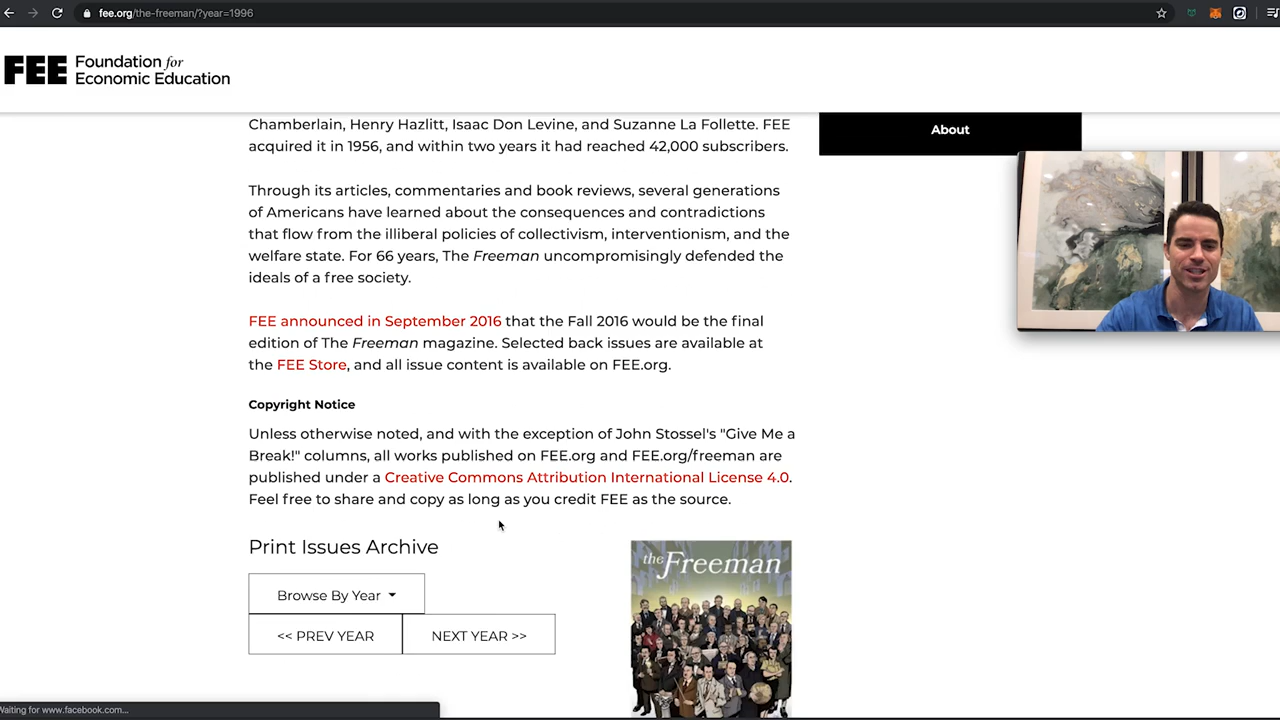 fee.org/the-freeman/?year=1996
FEE
Foundation for
Economic Education
Chamberlain, Henry Hazlitt, Isaac Don Levine, and Suzanne La Follette. FEE
acquired it in 1956, and within two years it had reached 42,000 subscribers.
About
Through its articles, commentaries and book reviews, several generations
of Americans have learned about the consequences and contradictions
that flow from the illiberal policies of collectivism, interventionism, and the
welfare state. For 66 years, The Freeman uncompromisingly defended the
ideals of a free society.
FEE announced in September 2016 that the Fall 2016 would be the final
edition of The Freeman magazine. Selected back issues are available at
the FEE Store, and all issue content is available on FEE.org.
Copyright Notice
Unless otherwise noted, and with the exception of John Stossel's "Give Me a
Break!" columns, all works published on FEE.org and FEE.org/freeman are
published under a Creative Commons Attribution International License 4.0.
Feel free to share and copy as long as you credit FEE as the source.
Print Issues Archive
Browse By Year
<< PREV YEAR
NEXT YEAR >>
the Freeman
Waiting for www.facebook.com...